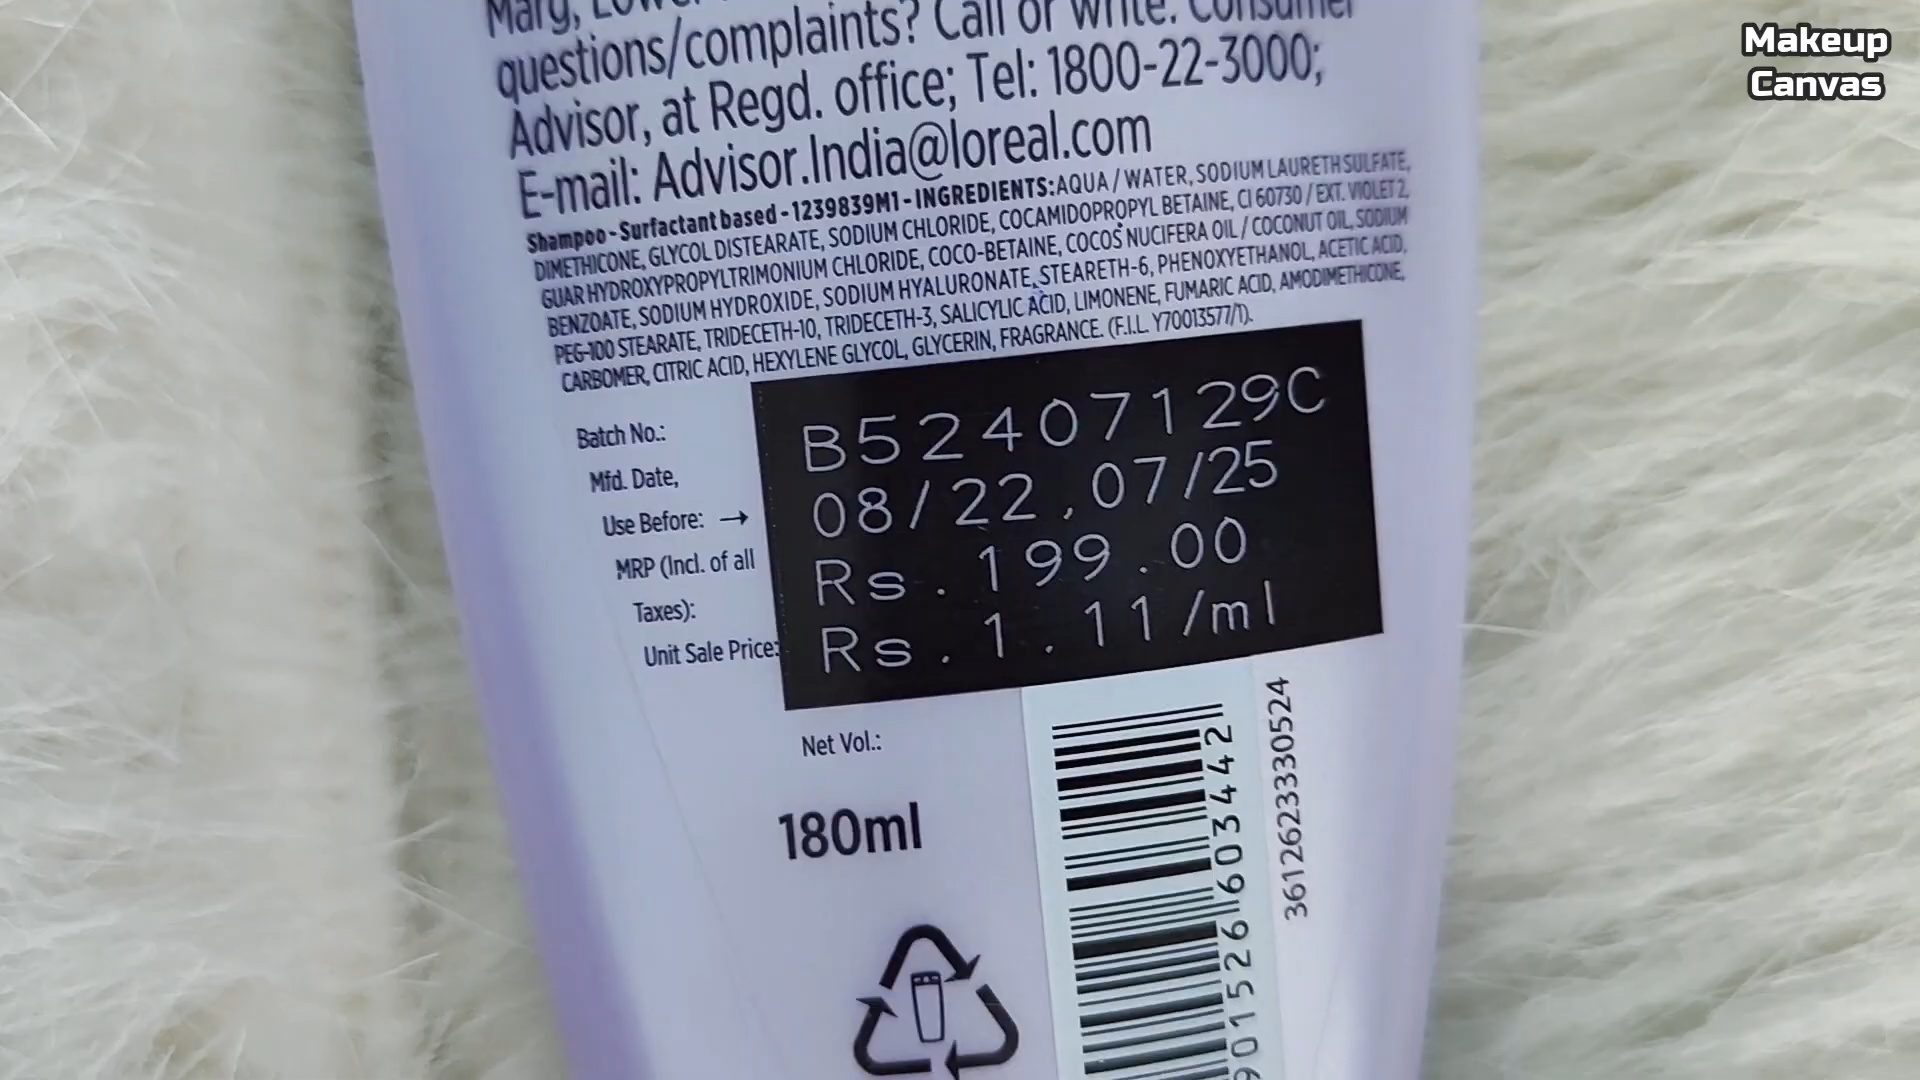 Makeup
Canvas
Mary, Lower
questions/complaints? Call or write: Consumer
Advisor, at Regd. office; Tel: 1800-22-3000;
E-mail: Advisor.India@loreal.com
Shampoo - Surfactant based - 1239839M1 - INGREDIENTS: AQUA / WATER, SODIUM LAURETH SULFATE,
DIMETHICONE, GLYCOL DISTEARATE, SODIUM CHLORIDE, COCAMIDOPROPYL BETAINE, CI 60730 / EXT. VIOLET 2,
GUAR HYDROXYPROPYLTRIMONIUM CHLORIDE, COCO-BETAINE, COCOS NUCIFERA OIL / COCONUT OIL, SODIUM
BENZOATE, SODIUM HYDROXIDE, SODIUM HYALURONATE, STEARETH-6, PHENOXYETHANOL, ACETIC ACID,
PEG-100 STEARATE, TRIDECETH-10, TRIDECETH-3, SALICYLIC ACID, LIMONENE, FUMARIC ACID, AMODIMETHICONE,
CARBOMER, CITRIC ACID, HEXYLENE GLYCOL, GLYCERIN, FRAGRANCE. (F.I.L. Y70013577/1).
Batch No.: B52407129C
Mfd. Date,
Use Before: → 08/22,07/25
MRP (Incl. of all
Taxes): Rs.199.00
Unit Sale Price: Rs.1.11/ml
Net Vol.:
180ml
901526 603442
3612623330524